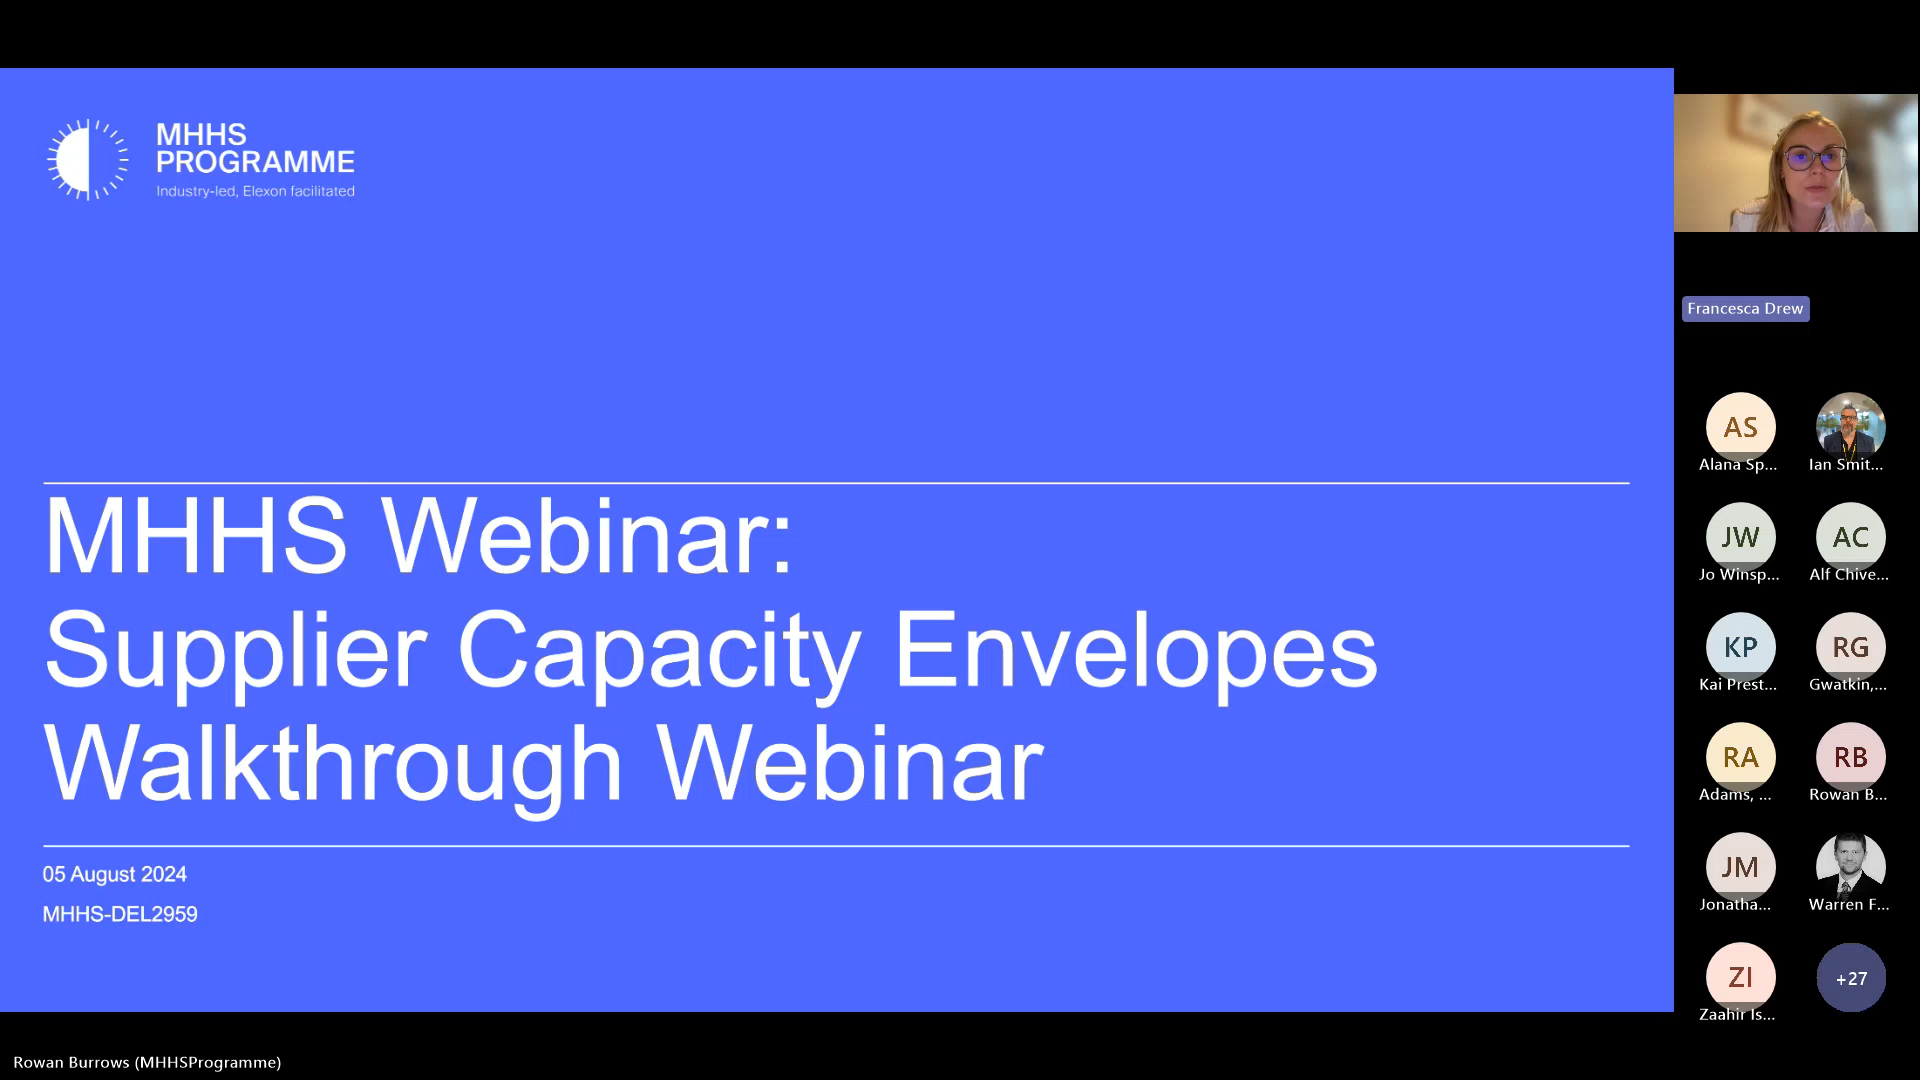 MHHS
PROGRAMME
Industry-led, Elexon facilitated
MHHS Webinar:
Supplier Capacity Envelopes
Walkthrough Webinar
05 August 2024
MHHS-DEL2959
Francesca Drew
AS
Alana Sp...
Ian Smit...
JW
Jo Winsp...
AC
Alf Chive...
KP
Kai Prest...
RG
Gwatkin,...
RA
Adams, ...
RB
Rowan B...
JM
Jonatha...
Warren F...
ZI
Zaahir Is...
+27
Rowan Burrows (MHHSProgramme)